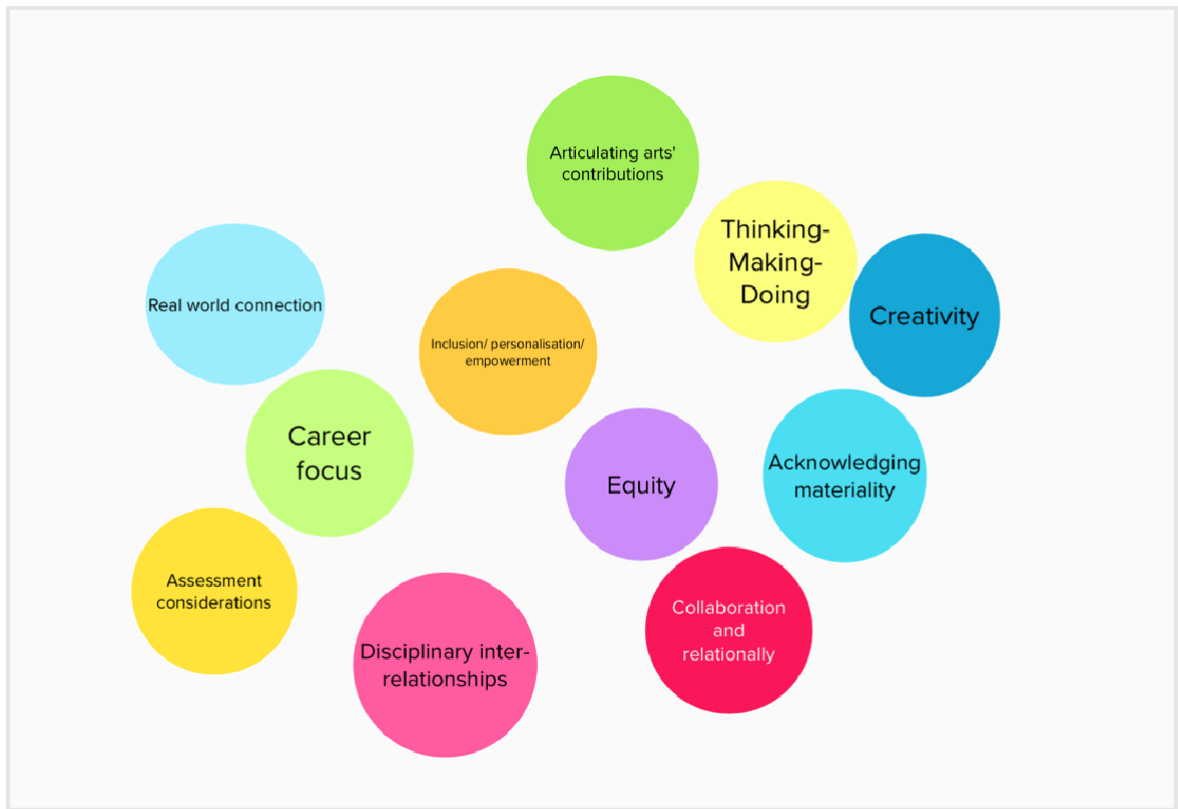 Articulating arts'
contributions
Thinking-
Making-
Doing
Real world connection
Creativity
Inclusion/ personalisation/
empowerment
Career
focus
Equity
Acknowledging
materiality
Assessment
considerations
Collaboration
and
relationally
Disciplinary inter-
relationships